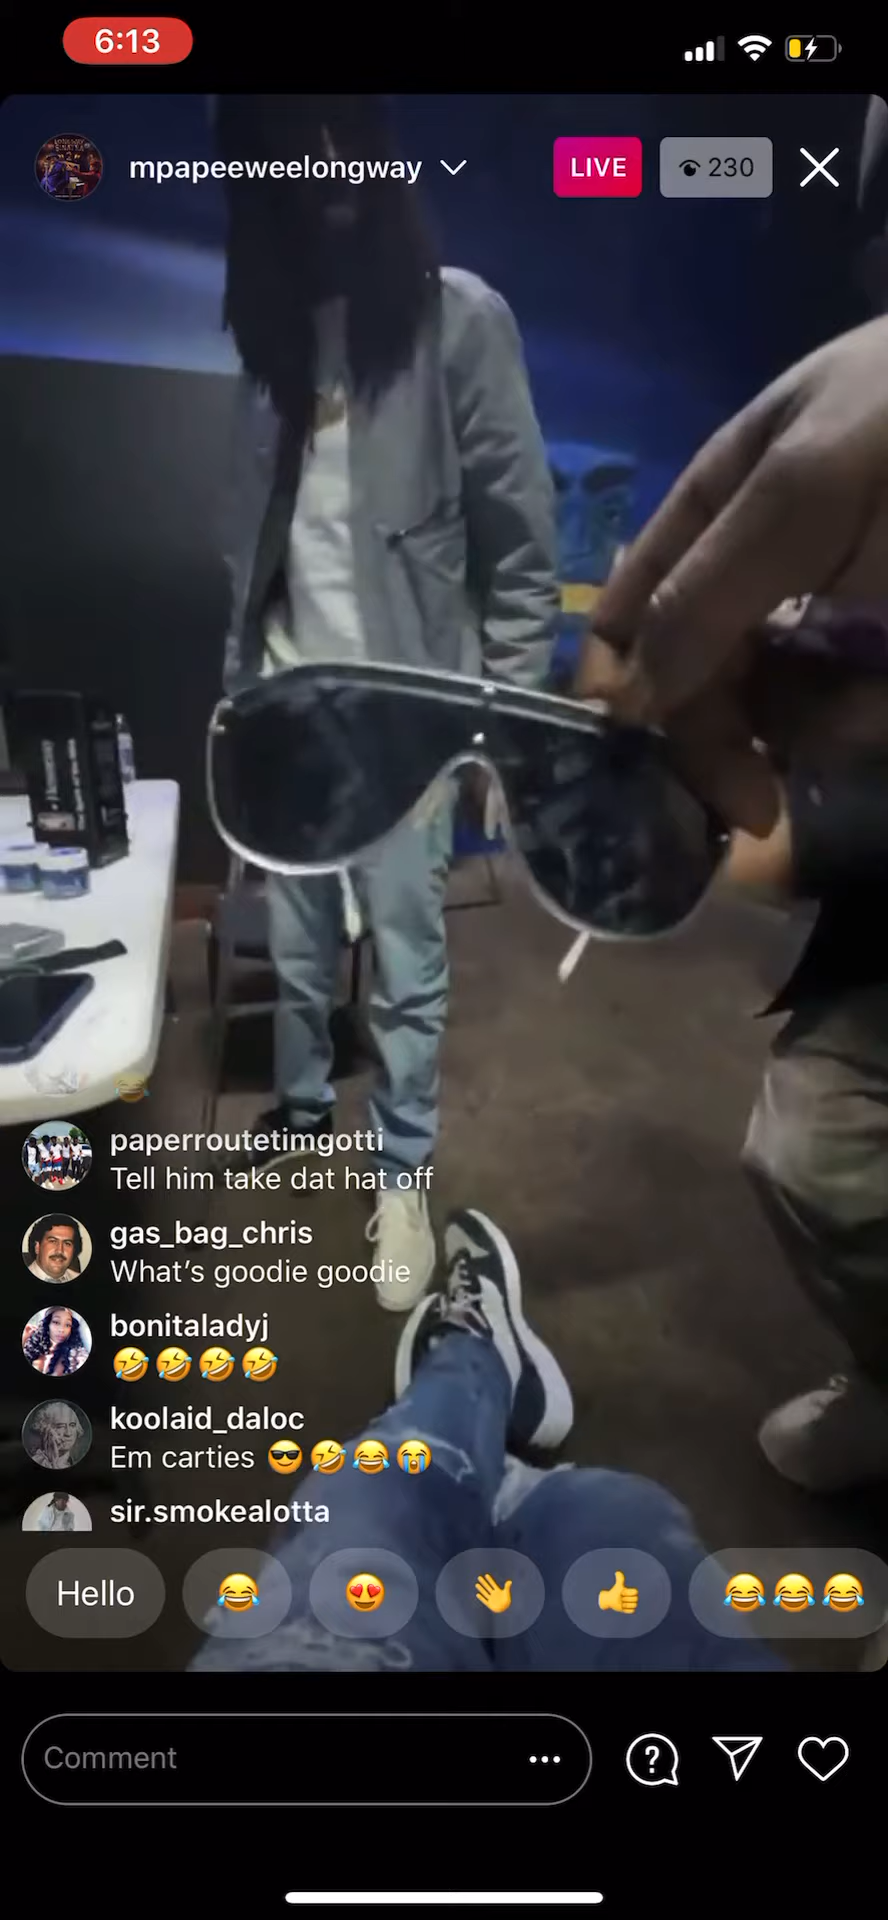 6:13
mpapeeweelongway
LIVE
230
paperroutetimgotti
Tell him take dat hat off
gas_bag_chris
What’s goodie goodie
bonitaladyj
🤣🤣🤣🤣
koolaid_daloc
Em carties 😎🤣😂😭
sir.smokealotta
Hello 😂 😍 👋 👍 😂😂😂
Comment